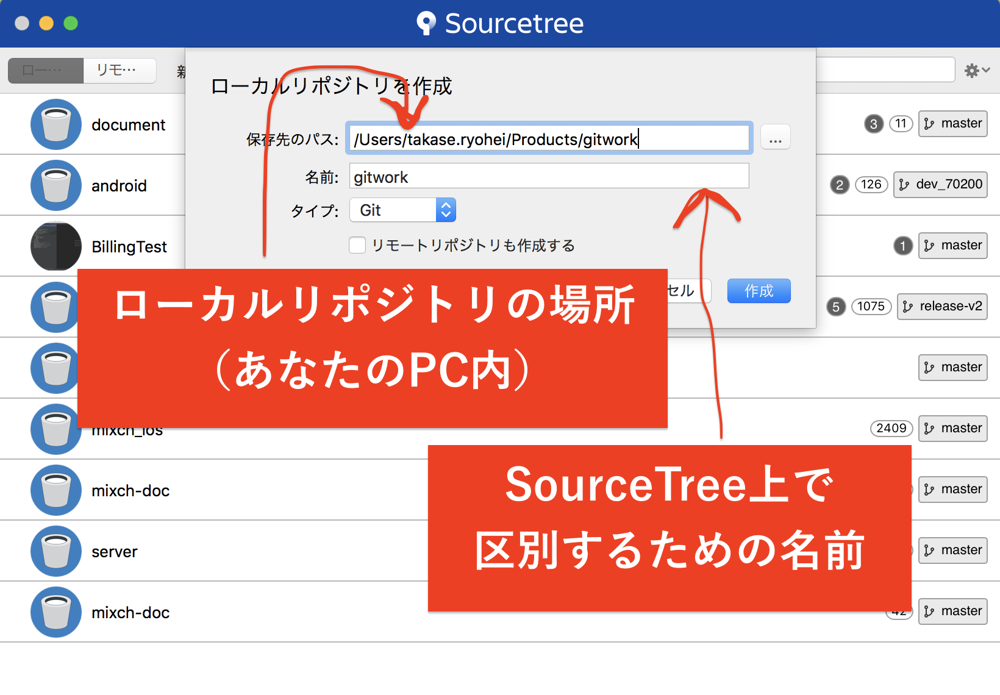 Sourcetree
ロー…
リモ…
新
ローカルリポジトリを作成
保存先のパス: /Users/takase.ryohei/Products/gitwork ...
名前: gitwork
タイプ: Git
リモートリポジトリも作成する
セル 作成
document 3 11 master
android 2 126 dev_70200
BillingTest 1 master
5 1075 release-v2
master
mixch_ios 2409 master
mixch-doc master
server master
mixch-doc 42 master
ローカルリポジトリの場所
（あなたのPC内）
SourceTree上で
区別するための名前